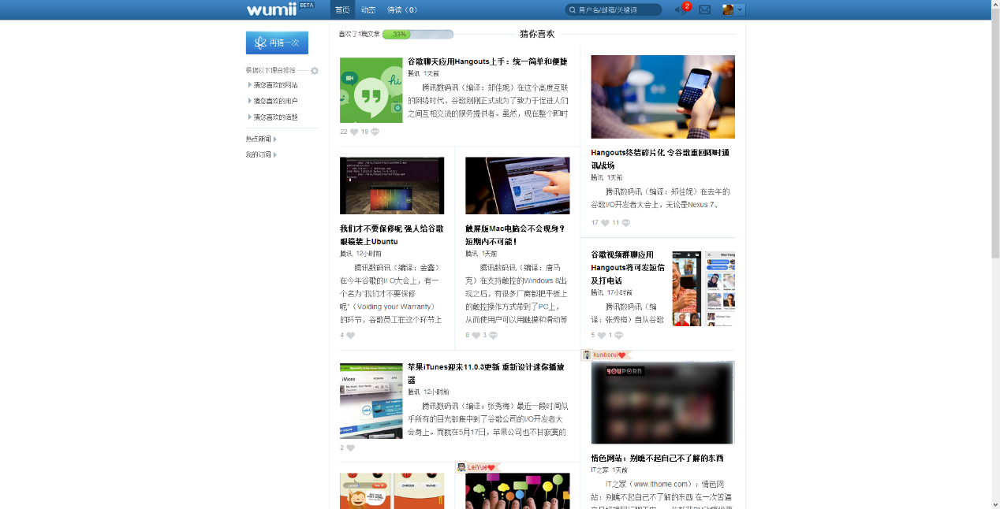 wumii BETA
首页 动态 待读（0）
用户名/邮箱/关键词
2
再猜一次
根据以下理由推荐
猜你喜欢的网站
猜你喜欢的用户
猜你喜欢的话题
热点新闻
我的订阅
喜欢了1篇文章 33% 猜你喜欢
谷歌聊天应用Hangouts上手：统一简单和便捷
腾讯 1天前
腾讯数码讯（编译：郑佳妮）在这个高度互联
的网络时代，谷歌刚刚正式成为了致力于促进人们
之间互相交流的服务提供者。虽然，现在整个即时
22 19
Hangouts终结碎片化 令谷歌重回即时通
讯战场
腾讯 1天前
腾讯数码讯（编译：郑佳妮）在去年的
谷歌I/O开发者大会上，无论是Nexus 7、
17 11
我们才不要保修呢 强人给谷歌
眼镜装上Ubuntu
腾讯 12小时前
腾讯数码讯（编译：金鑫）
在今年谷歌的I/ O大会上，有一
个名为“我们才不要保修
呢”（Voiding your Warranty）
的环节，谷歌员工在这个环节上
4
触屏版Mac电脑会不会现身？
短期内不可能！
腾讯 1天前
腾讯数码讯（编译：唐马
克）在支持触控的Windows 8出
现之后，有很多厂商都把平板上
的触控操作方式带到了PC上，
从而使用户可以用触摸和滑动等
8 3
谷歌视频群聊应用
Hangouts将可发短信
及打电话
腾讯 17小时前
腾讯数码讯（编
译：张秀梅）自从谷歌
5 1
苹果iTunes迎来11.0.3更新 重新设计迷你播放
器
腾讯 12小时前
腾讯数码讯（编译：张秀梅）最近一段时间似
乎所有的目光都集中到了谷歌公司的I/O开发者大
会身上。而就在5月17日，苹果公司也不甘寂寞的
2
iMore
DELL
kunborui
YOUPORN
情色网站：别瞧不起自己不了解的东西
IT之家 1天前
IT之家（www.ithome.com）：情色网
站：别瞧不起自己不了解的东西 在一次苦逼
LeiYue
CAREER WAND